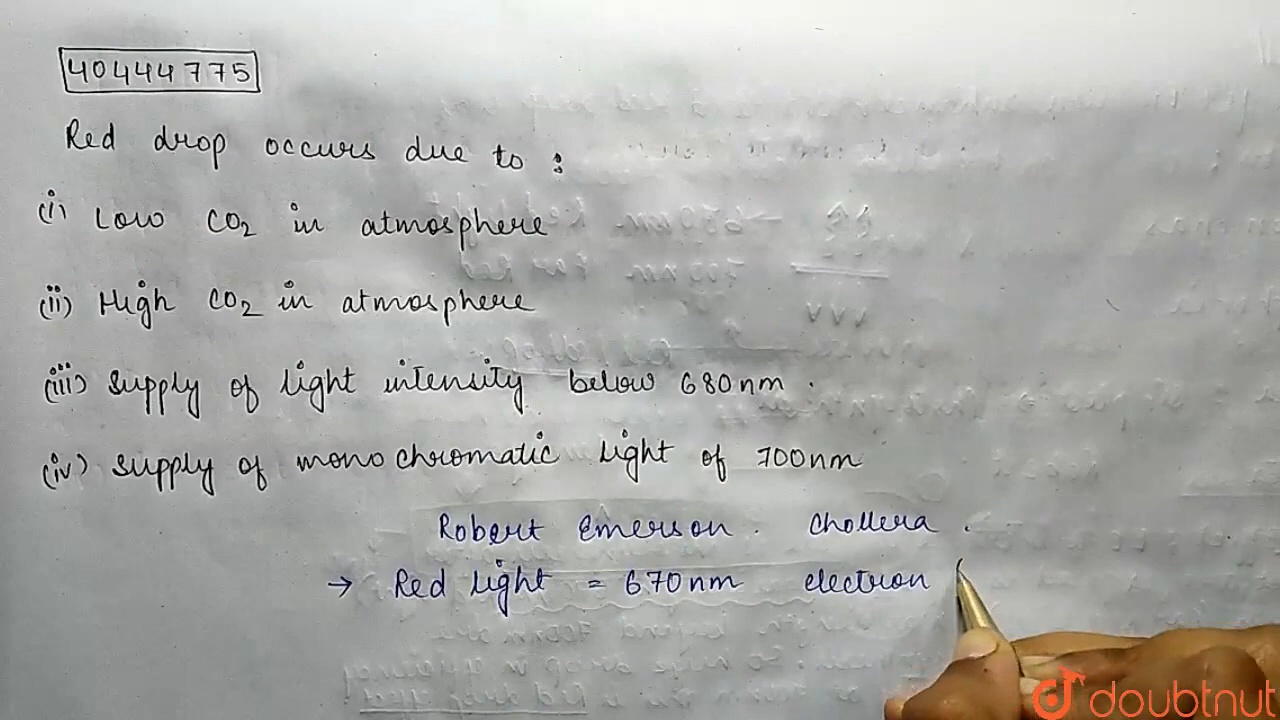 40444775
Red drop occurs due to :
(i) Low CO2 in atmosphere
(ii) High CO2 in atmosphere
(iii) Supply of light intensity below 680nm.
(iv) Supply of monochromatic light of 700nm
Robert Emerson. Chollera.
→ Red light = 670nm electron
doubtnut